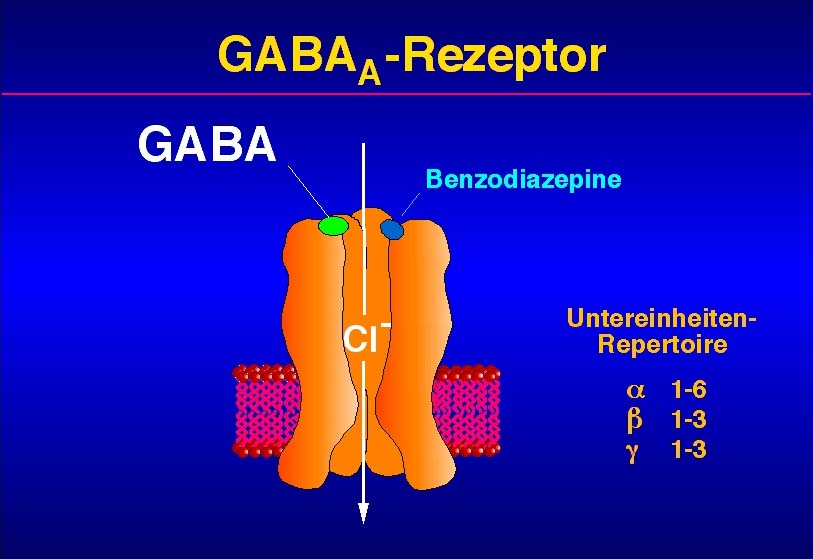 GABAA-Rezeptor
GABA
Benzodiazepine
Cl-
Untereinheiten-
Repertoire
α 1-6
β 1-3
γ 1-3